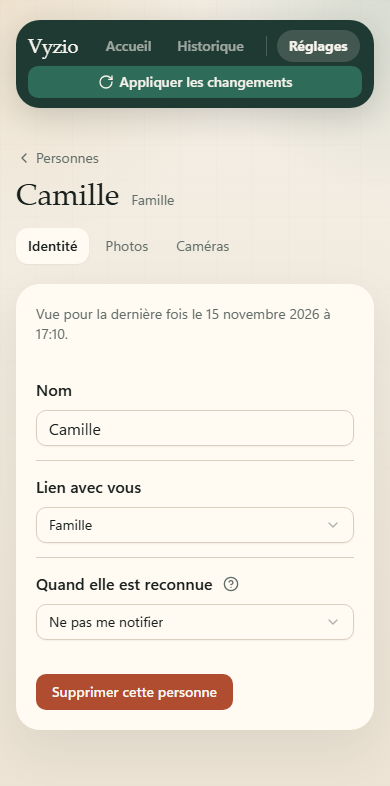 Vyzio Accueil Historique Réglages
Appliquer les changements
Personnes
Camille Famille
Identité Photos Caméras
Vue pour la dernière fois le 15 novembre 2026 à
17:10.
Nom
Camille
Lien avec vous
Famille
Quand elle est reconnue
Ne pas me notifier
Supprimer cette personne